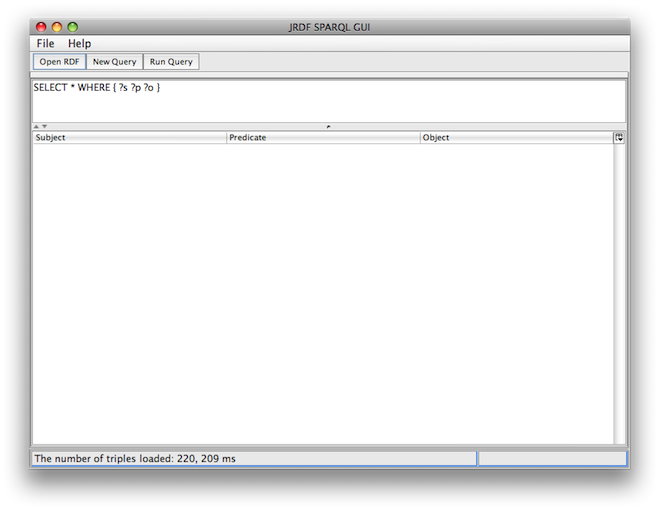 JRDF SPARQL GUI
File Help
Open RDF New Query Run Query
SELECT * WHERE { ?s ?p ?o }
Subject Predicate Object
The number of triples loaded: 220, 209 ms